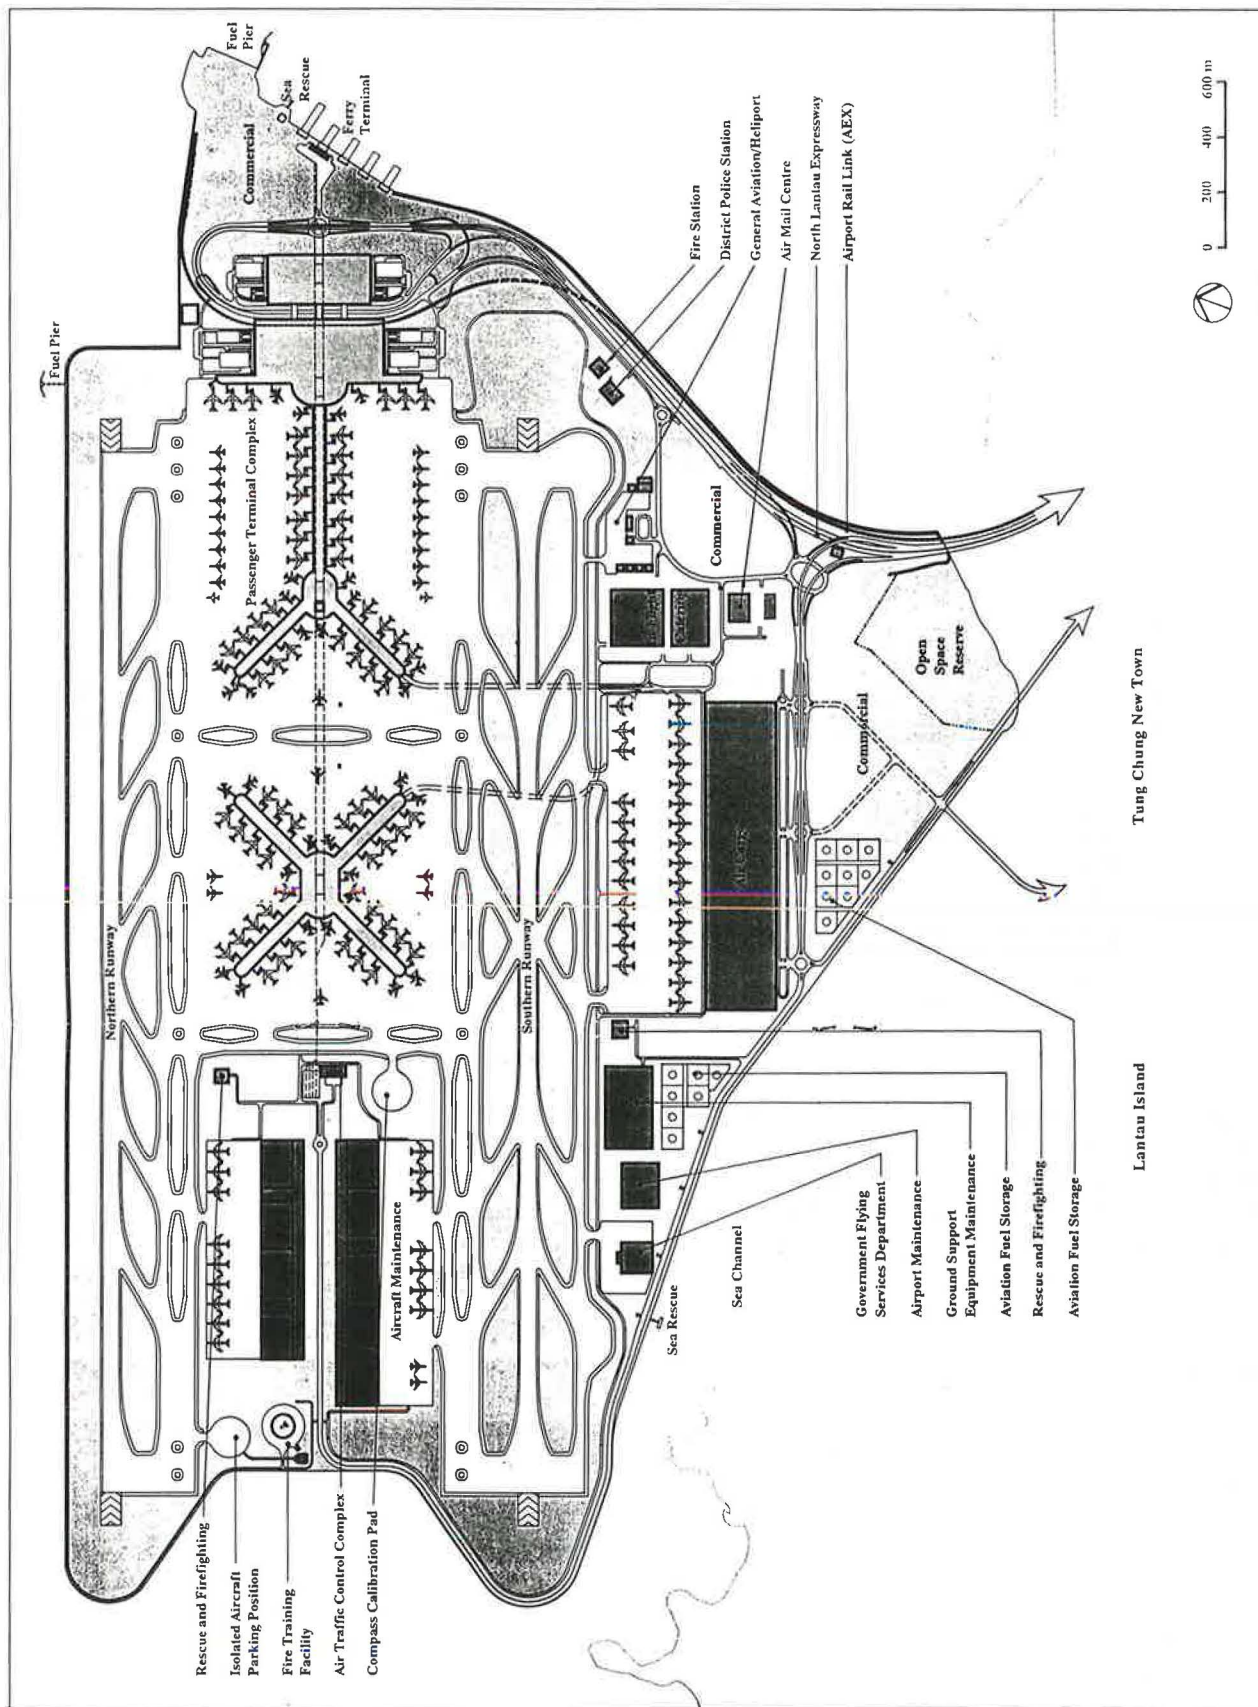 Fuel
Pier
Sea
Rescue
Ferry
Terminal
Commercial
Fuel Pier
Passenger Terminal Complex
Fire Station
District Police Station
General Aviation/Heliport
Air Mail Centre
North Lantau Expressway
Airport Rail Link (AEX)
0 200 400 600 m
Commercial
Catering
Open
Space
Reserve
Commercial
Air Cargo
Tung Chung New Town
Northern Runway
Southern Runway
Aircraft Maintenance
Lantau Island
Sea Channel
Sea Rescue
Government Flying
Services Department
Airport Maintenance
Ground Support
Equipment Maintenance
Aviation Fuel Storage
Rescue and Firefighting
Aviation Fuel Storage
Rescue and Firefighting
Isolated Aircraft
Parking Position
Fire Training
Facility
Air Traffic Control Complex
Compass Calibration Pad